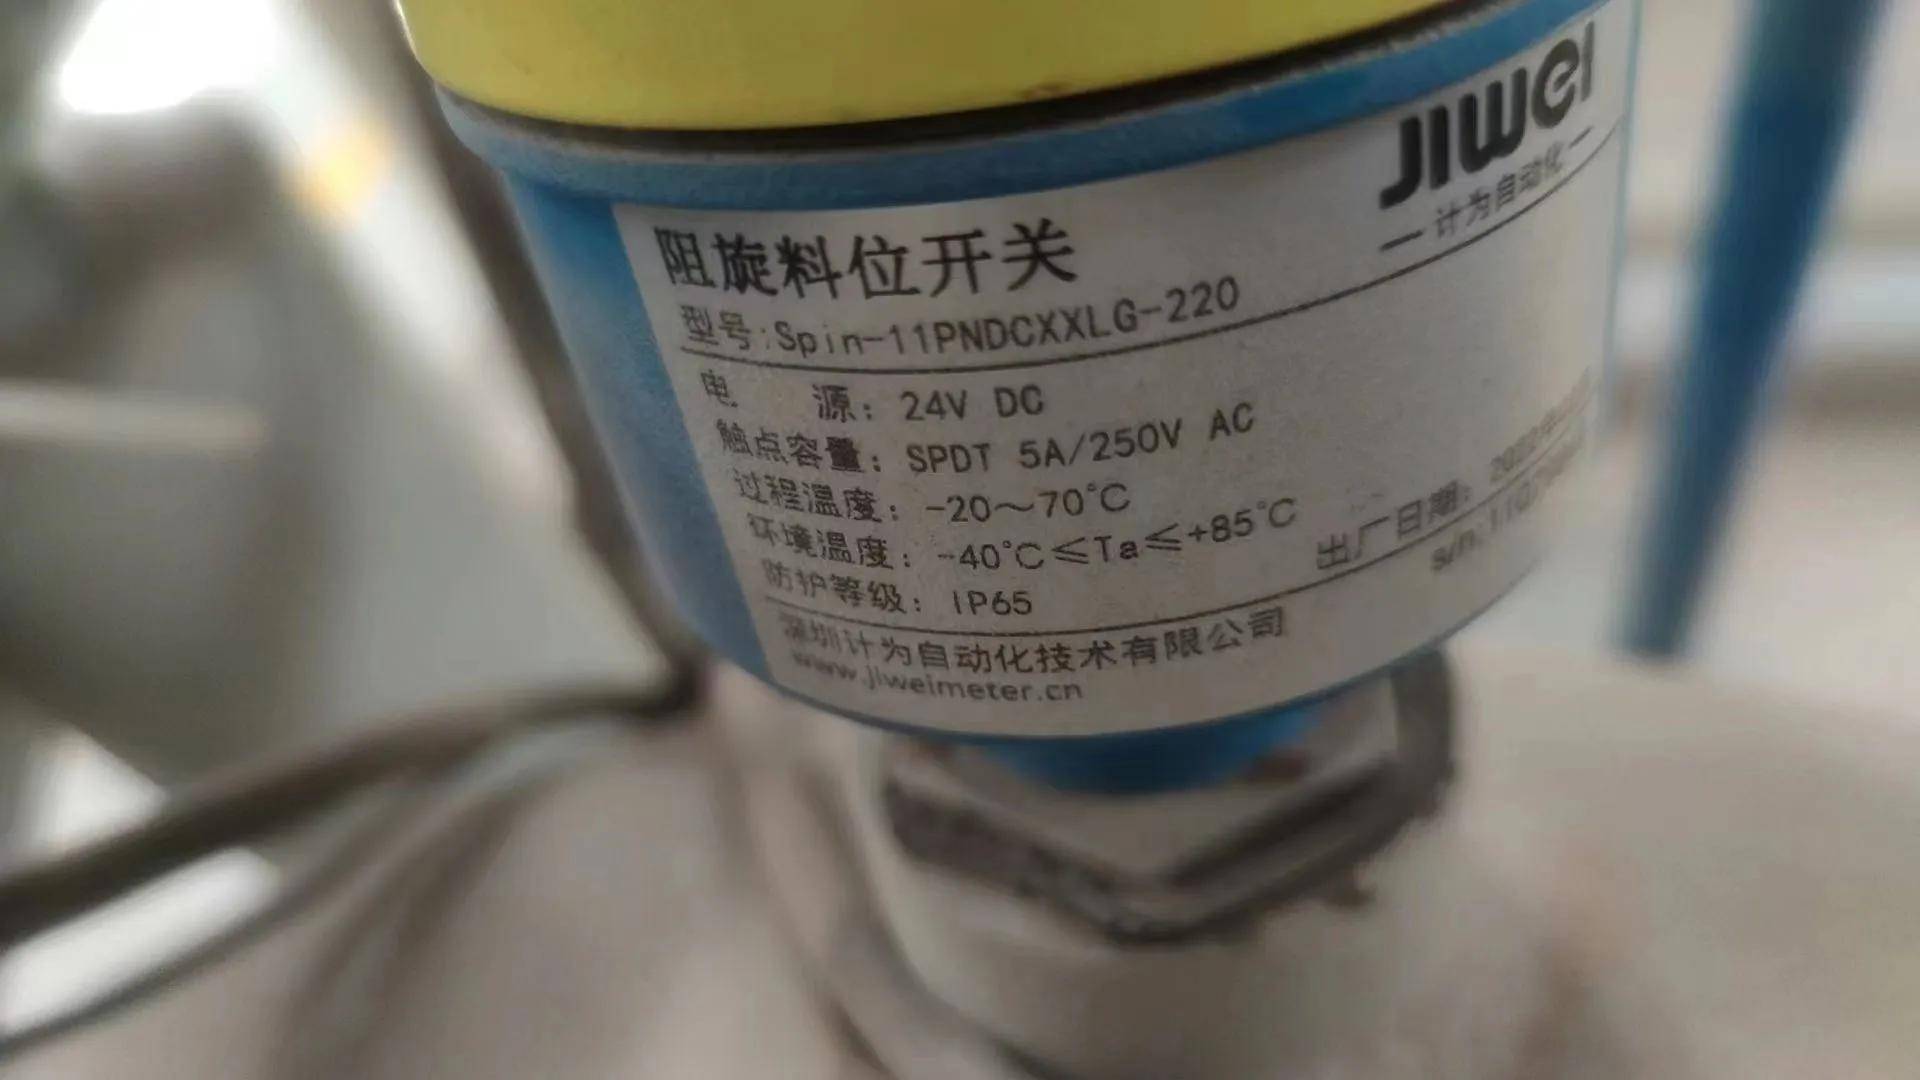 JIWEI
计为自动化
阻旋料位开关
型号:Spin-11PNDCXXLG-220
电 源: 24V DC
触点容量: SPDT 5A/250V AC
过程温度: -20~70℃
环境温度: -40℃≤Ta≤+85℃
防护等级: IP65
出厂日期:
s/n:
深圳计为自动化技术有限公司
www.jiweimeter.cn